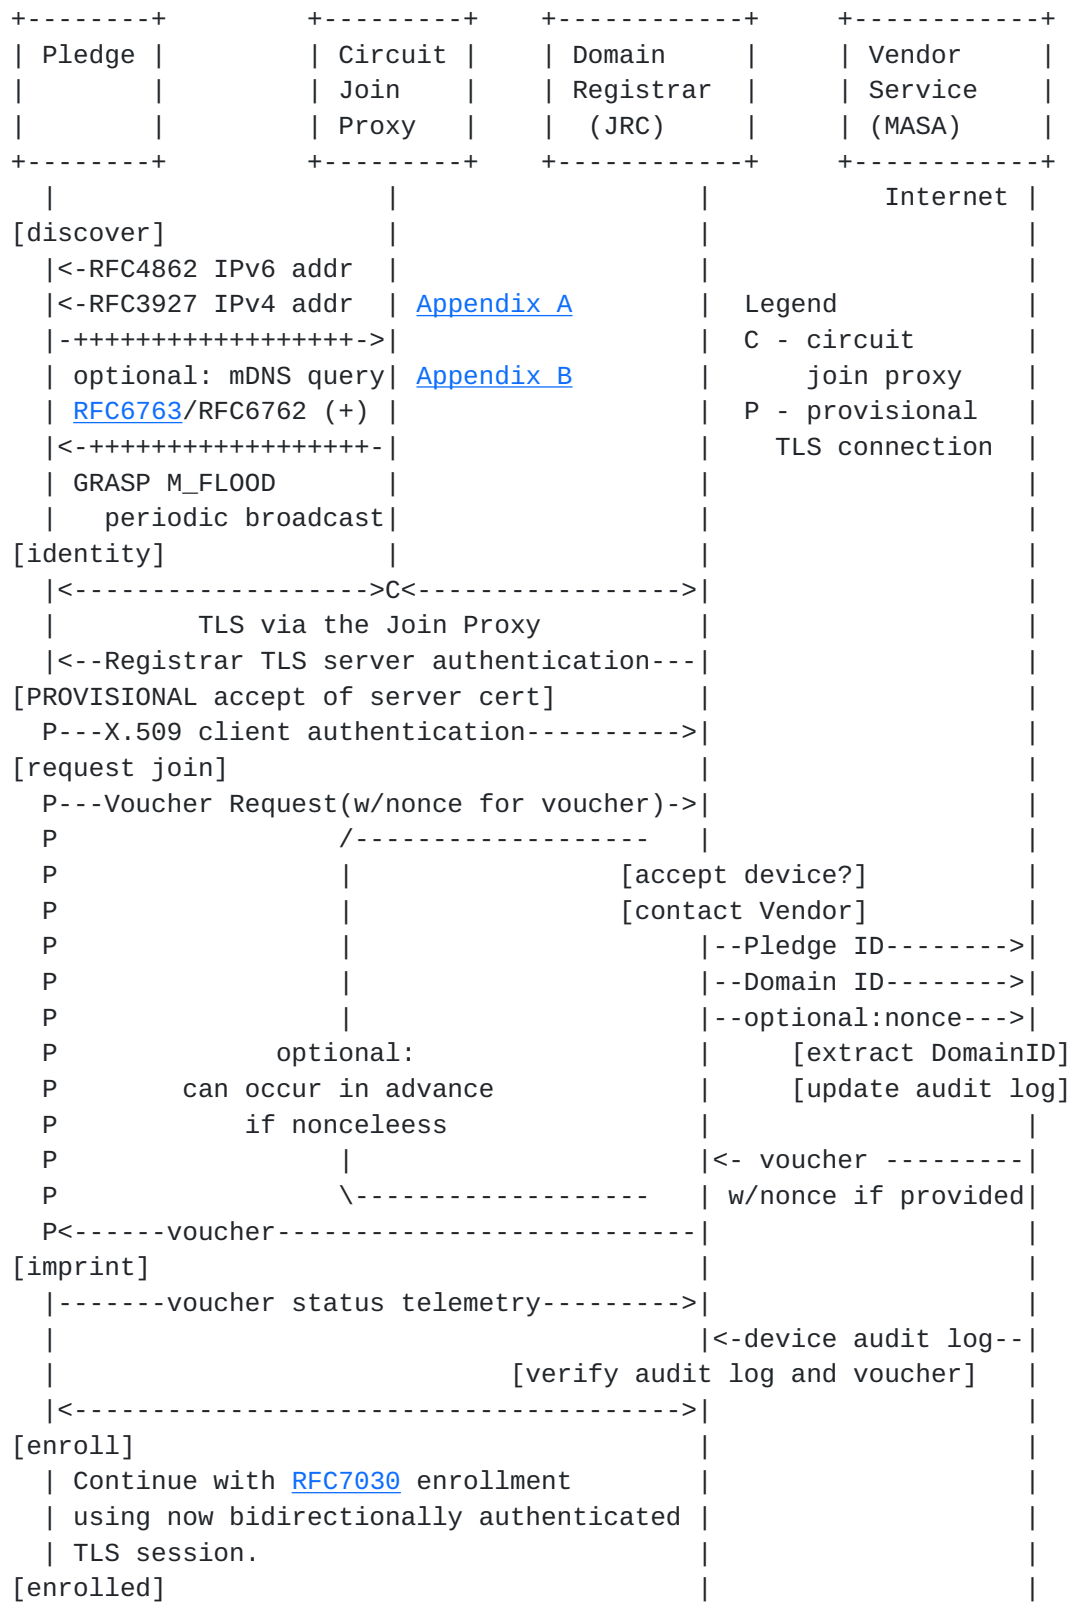 +--------+         +---------+    +------------+     +------------+
| Pledge |         | Circuit |    | Domain     |     | Vendor     |
|        |         | Join    |    | Registrar  |     | Service    |
|        |         | Proxy   |    |  (JRC)     |     | (MASA)     |
+--------+         +---------+    +------------+     +------------+
  |                     |                   |           Internet |
[discover]              |                   |                    |
  |<-RFC4862 IPv6 addr  |                   |                    |
  |<-RFC3927 IPv4 addr  | Appendix A        |  Legend            |
  |-++++++++++++++++++->|                   |  C - circuit       |
  | optional: mDNS query| Appendix B        |      join proxy    |
  | RFC6763/RFC6762 (+) |                   |  P - provisional   |
  |<-++++++++++++++++++-|                   |    TLS connection  |
  | GRASP M_FLOOD       |                   |                    |
  |   periodic broadcast|                   |                    |
[identity]              |                   |                    |
  |<------------------->C<----------------->|                    |
  |         TLS via the Join Proxy          |                    |
  |<--Registrar TLS server authentication---|                    |
[PROVISIONAL accept of server cert]         |                    |
  P---X.509 client authentication---------->|                    |
[request join]                              |                    |
  P---Voucher Request(w/nonce for voucher)->|                    |
  P                  /-------------------   |                    |
  P                  |                 [accept device?]          |
  P                  |                 [contact Vendor]          |
  P                  |                      |--Pledge ID-------->|
  P                  |                      |--Domain ID-------->|
  P                  |                      |--optional:nonce--->|
  P              optional:                  |     [extract DomainID]
  P        can occur in advance             |     [update audit log]
  P            if nonceleess                |                    |
  P                  |                      |<- voucher ---------|
  P                  \-------------------   | w/nonce if provided|
  P<------voucher---------------------------|                    |
[imprint]                                   |                    |
  |-------voucher status telemetry--------->|                    |
  |                                         |<-device audit log--|
  |                             [verify audit log and voucher]   |
  |<--------------------------------------->|                    |
[enroll]                                    |                    |
  | Continue with RFC7030 enrollment        |                    |
  | using now bidirectionally authenticated |                    |
  | TLS session.                            |                    |
[enrolled]                                  |                    |